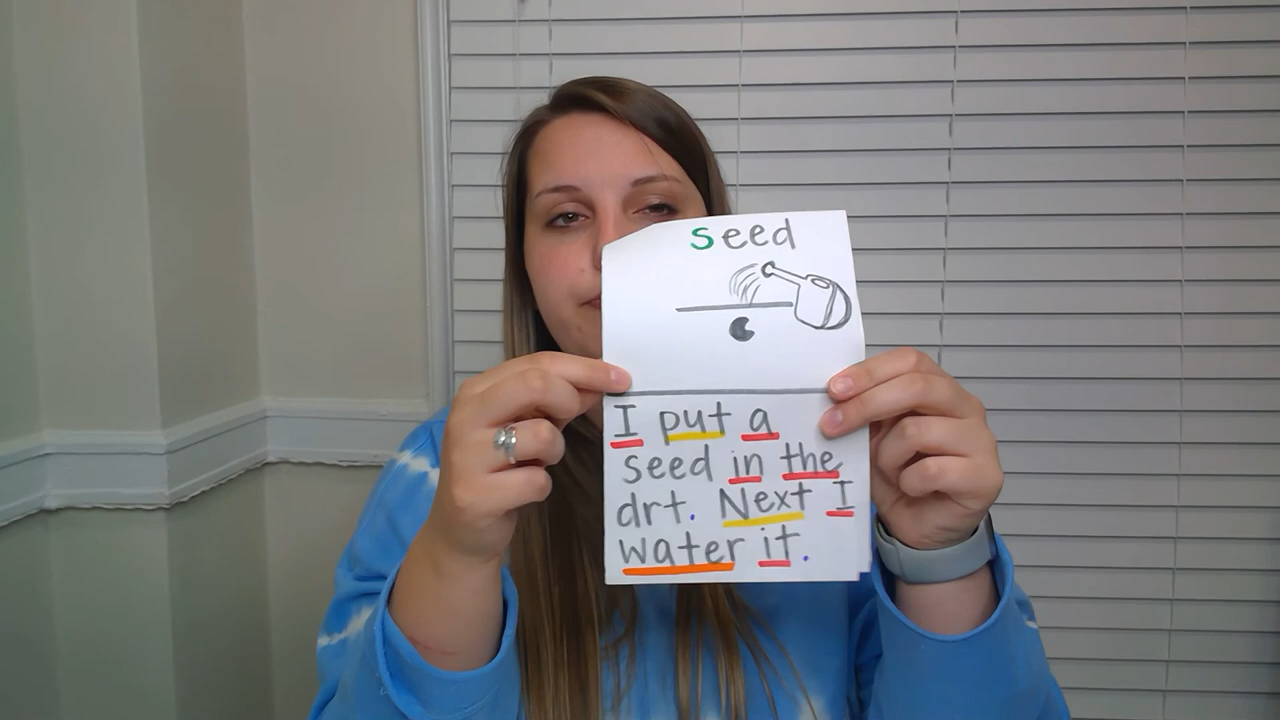 seed
I put a
seed in the
drt. Next I
water it.